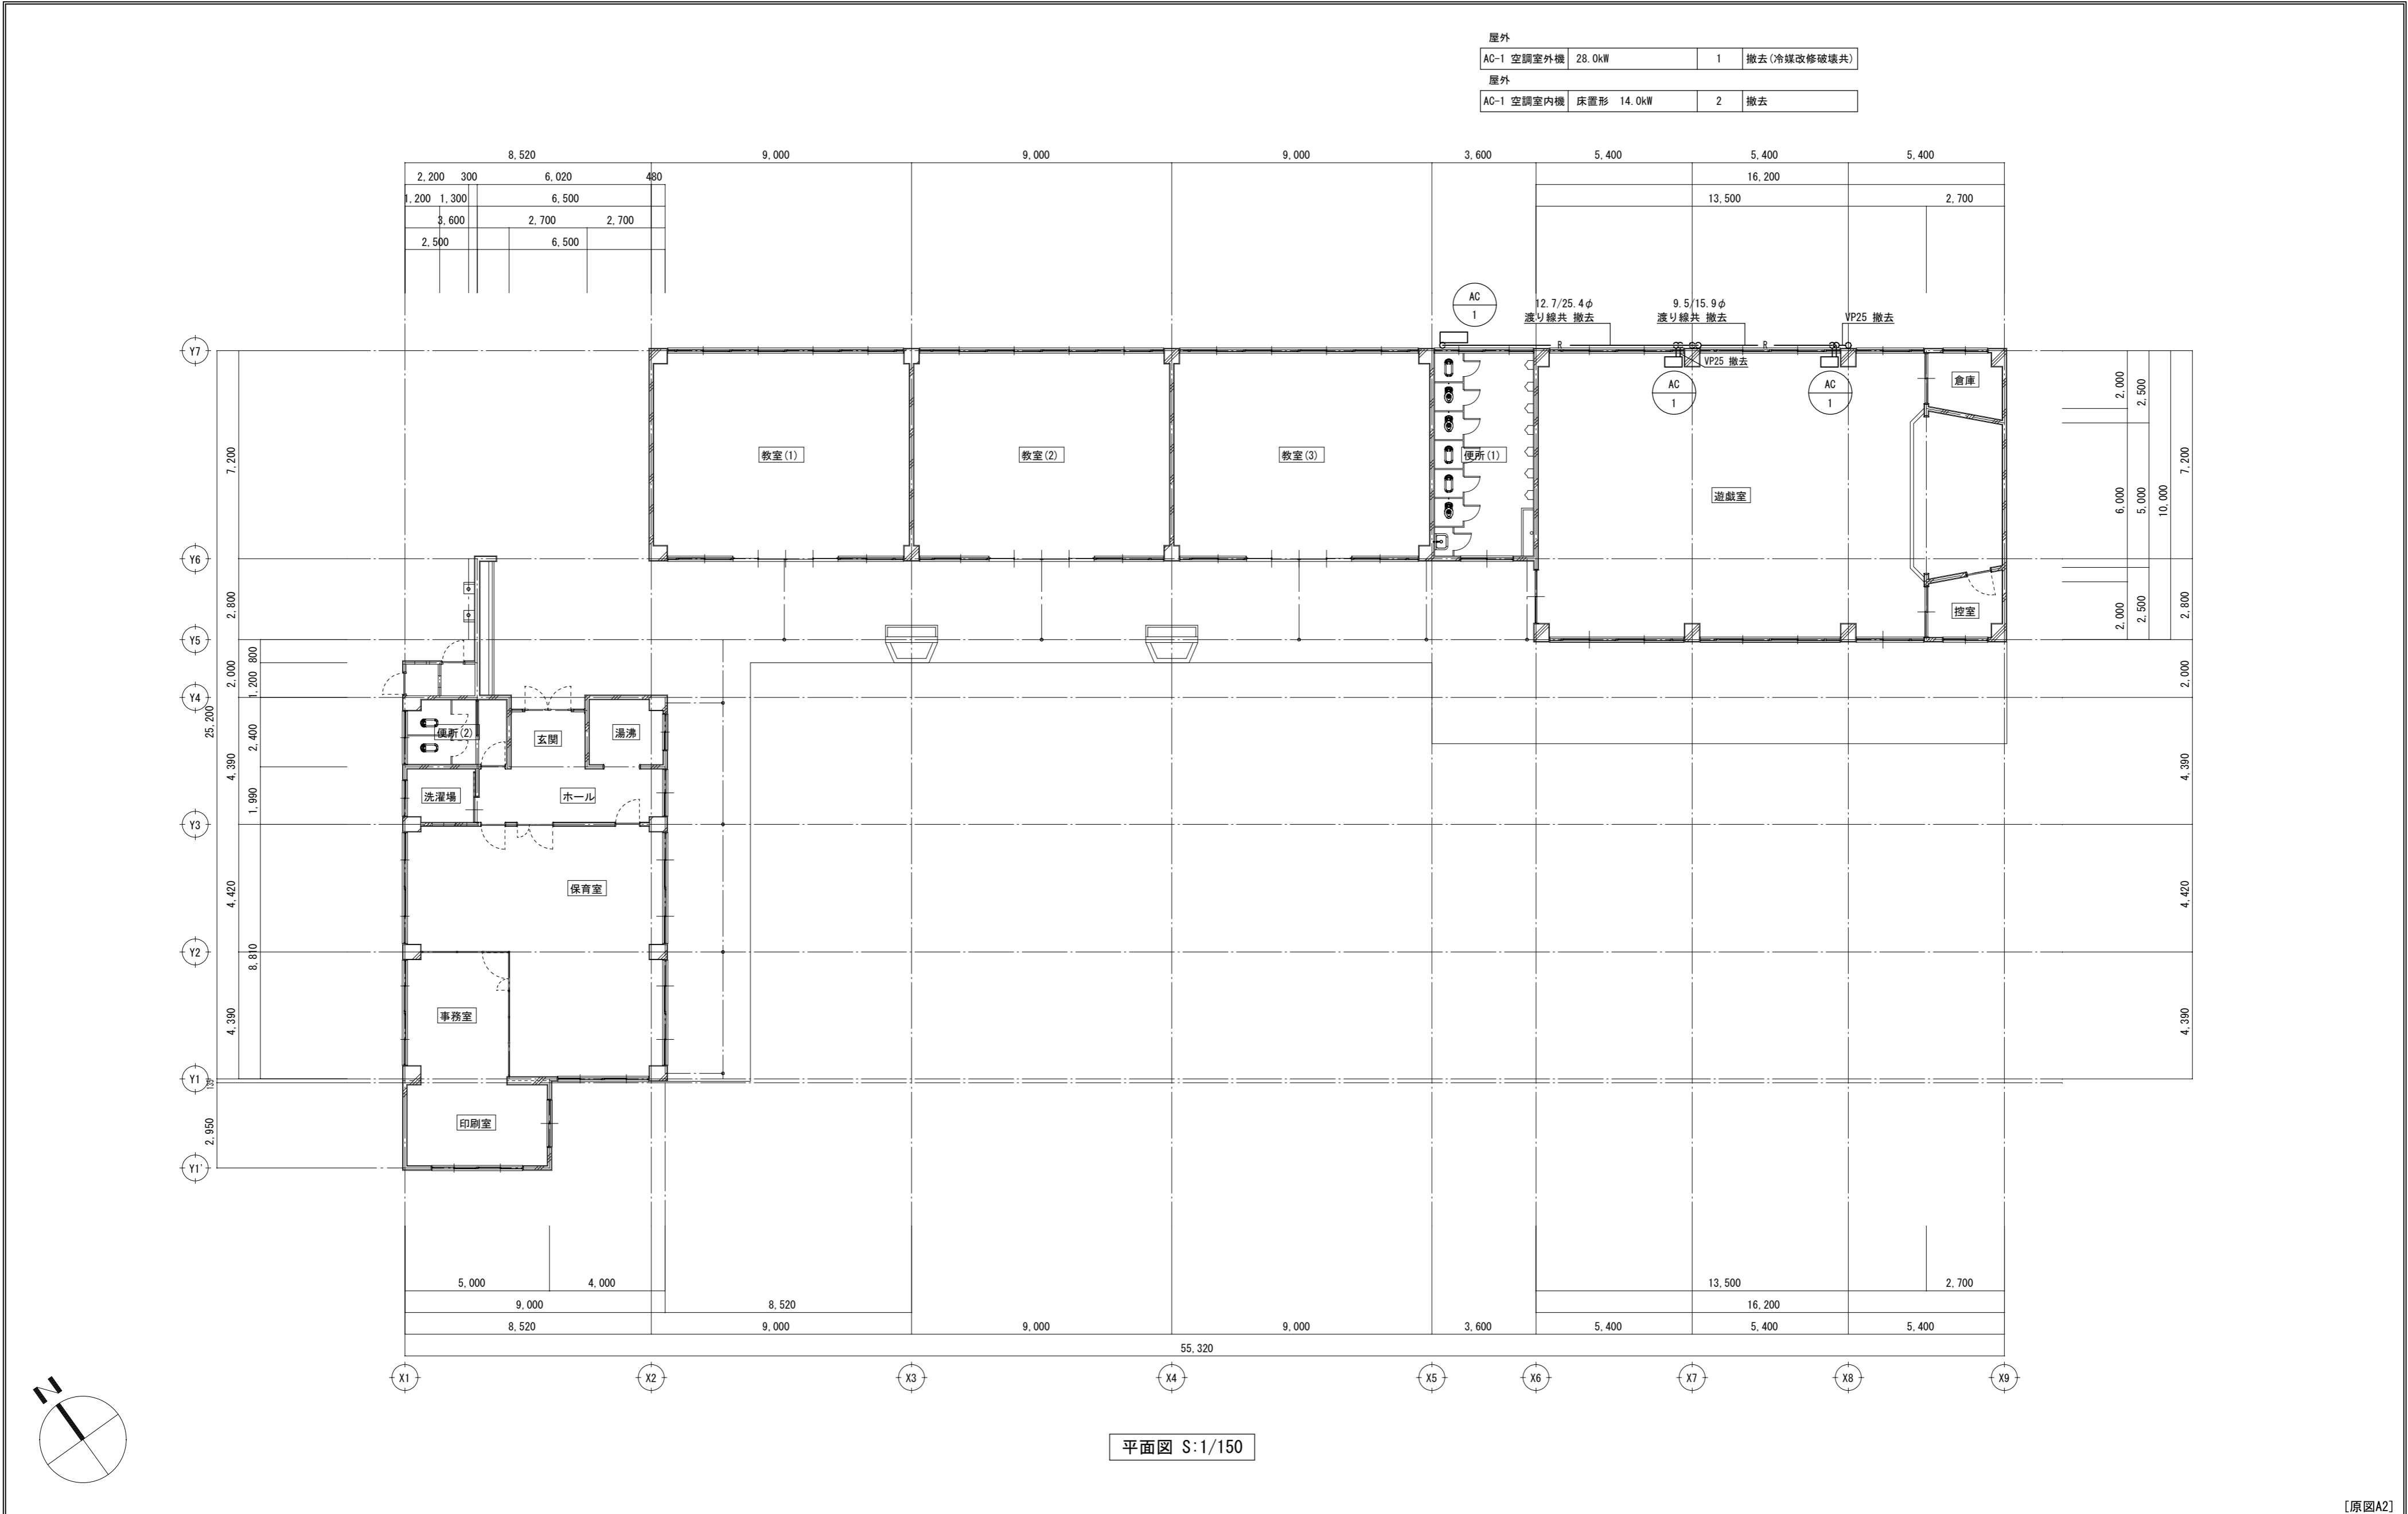 屋外
AC-1 空調室外機 28.0kW 1 撤去(冷媒改修破壊共)
屋外
AC-1 空調室内機 床置形 14.0kW 2 撤去
8,520 9,000 9,000 9,000 3,600 5,400 5,400 5,400
2,200 300 6,020 480 16,200
1,200 1,300 6,500 13,500 2,700
3,600 2,700 2,700
2,500 6,500
AC
1
12.7/25.4φ
渡り線共 撤去
9.5/15.9φ
渡り線共 撤去
VP25 撤去
R R
VP25 撤去
AC
1
AC
1
倉庫
教室(1) 教室(2) 教室(3) 便所(1)
遊戯室
控室
Y7
Y6
Y5
Y4
Y3
Y2
Y1
Y1'
7,200
2,800
2,000
4,390
4,420
4,390
25,200
135
2,950
800
1,200
2,400
1,990
8,810
2,000
6,000
2,000
2,500
5,000
2,500
10,000
7,200
2,800
2,000
4,390
4,420
4,390
便所(2) 玄関 湯沸
洗濯場 ホール
保育室
事務室
印刷室
5,000 4,000 13,500 2,700
9,000 8,520 16,200
8,520 9,000 9,000 9,000 3,600 5,400 5,400 5,400
55,320
X1 X2 X3 X4 X5 X6 X7 X8 X9
N
平面図 S:1/150
[原図A2]